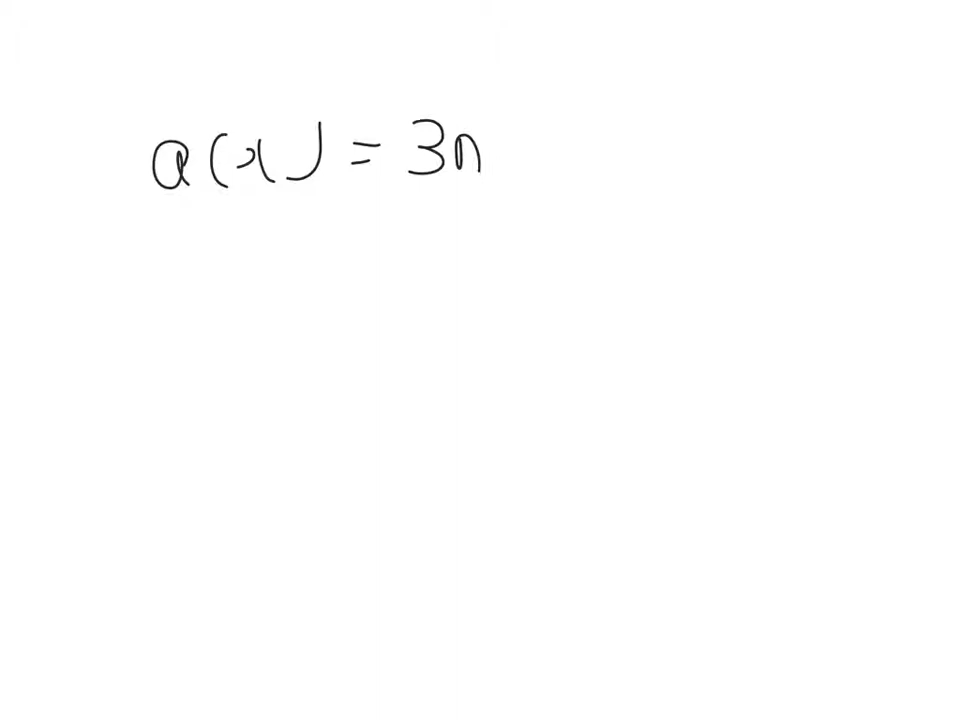 a(x) = 3n